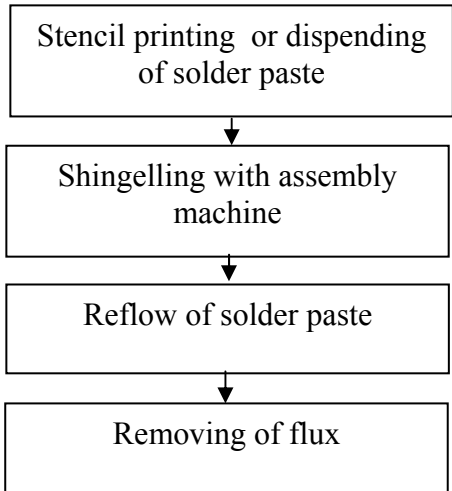 Stencil printing or dispending
of solder paste
Shingelling with assembly
machine
Reflow of solder paste
Removing of flux